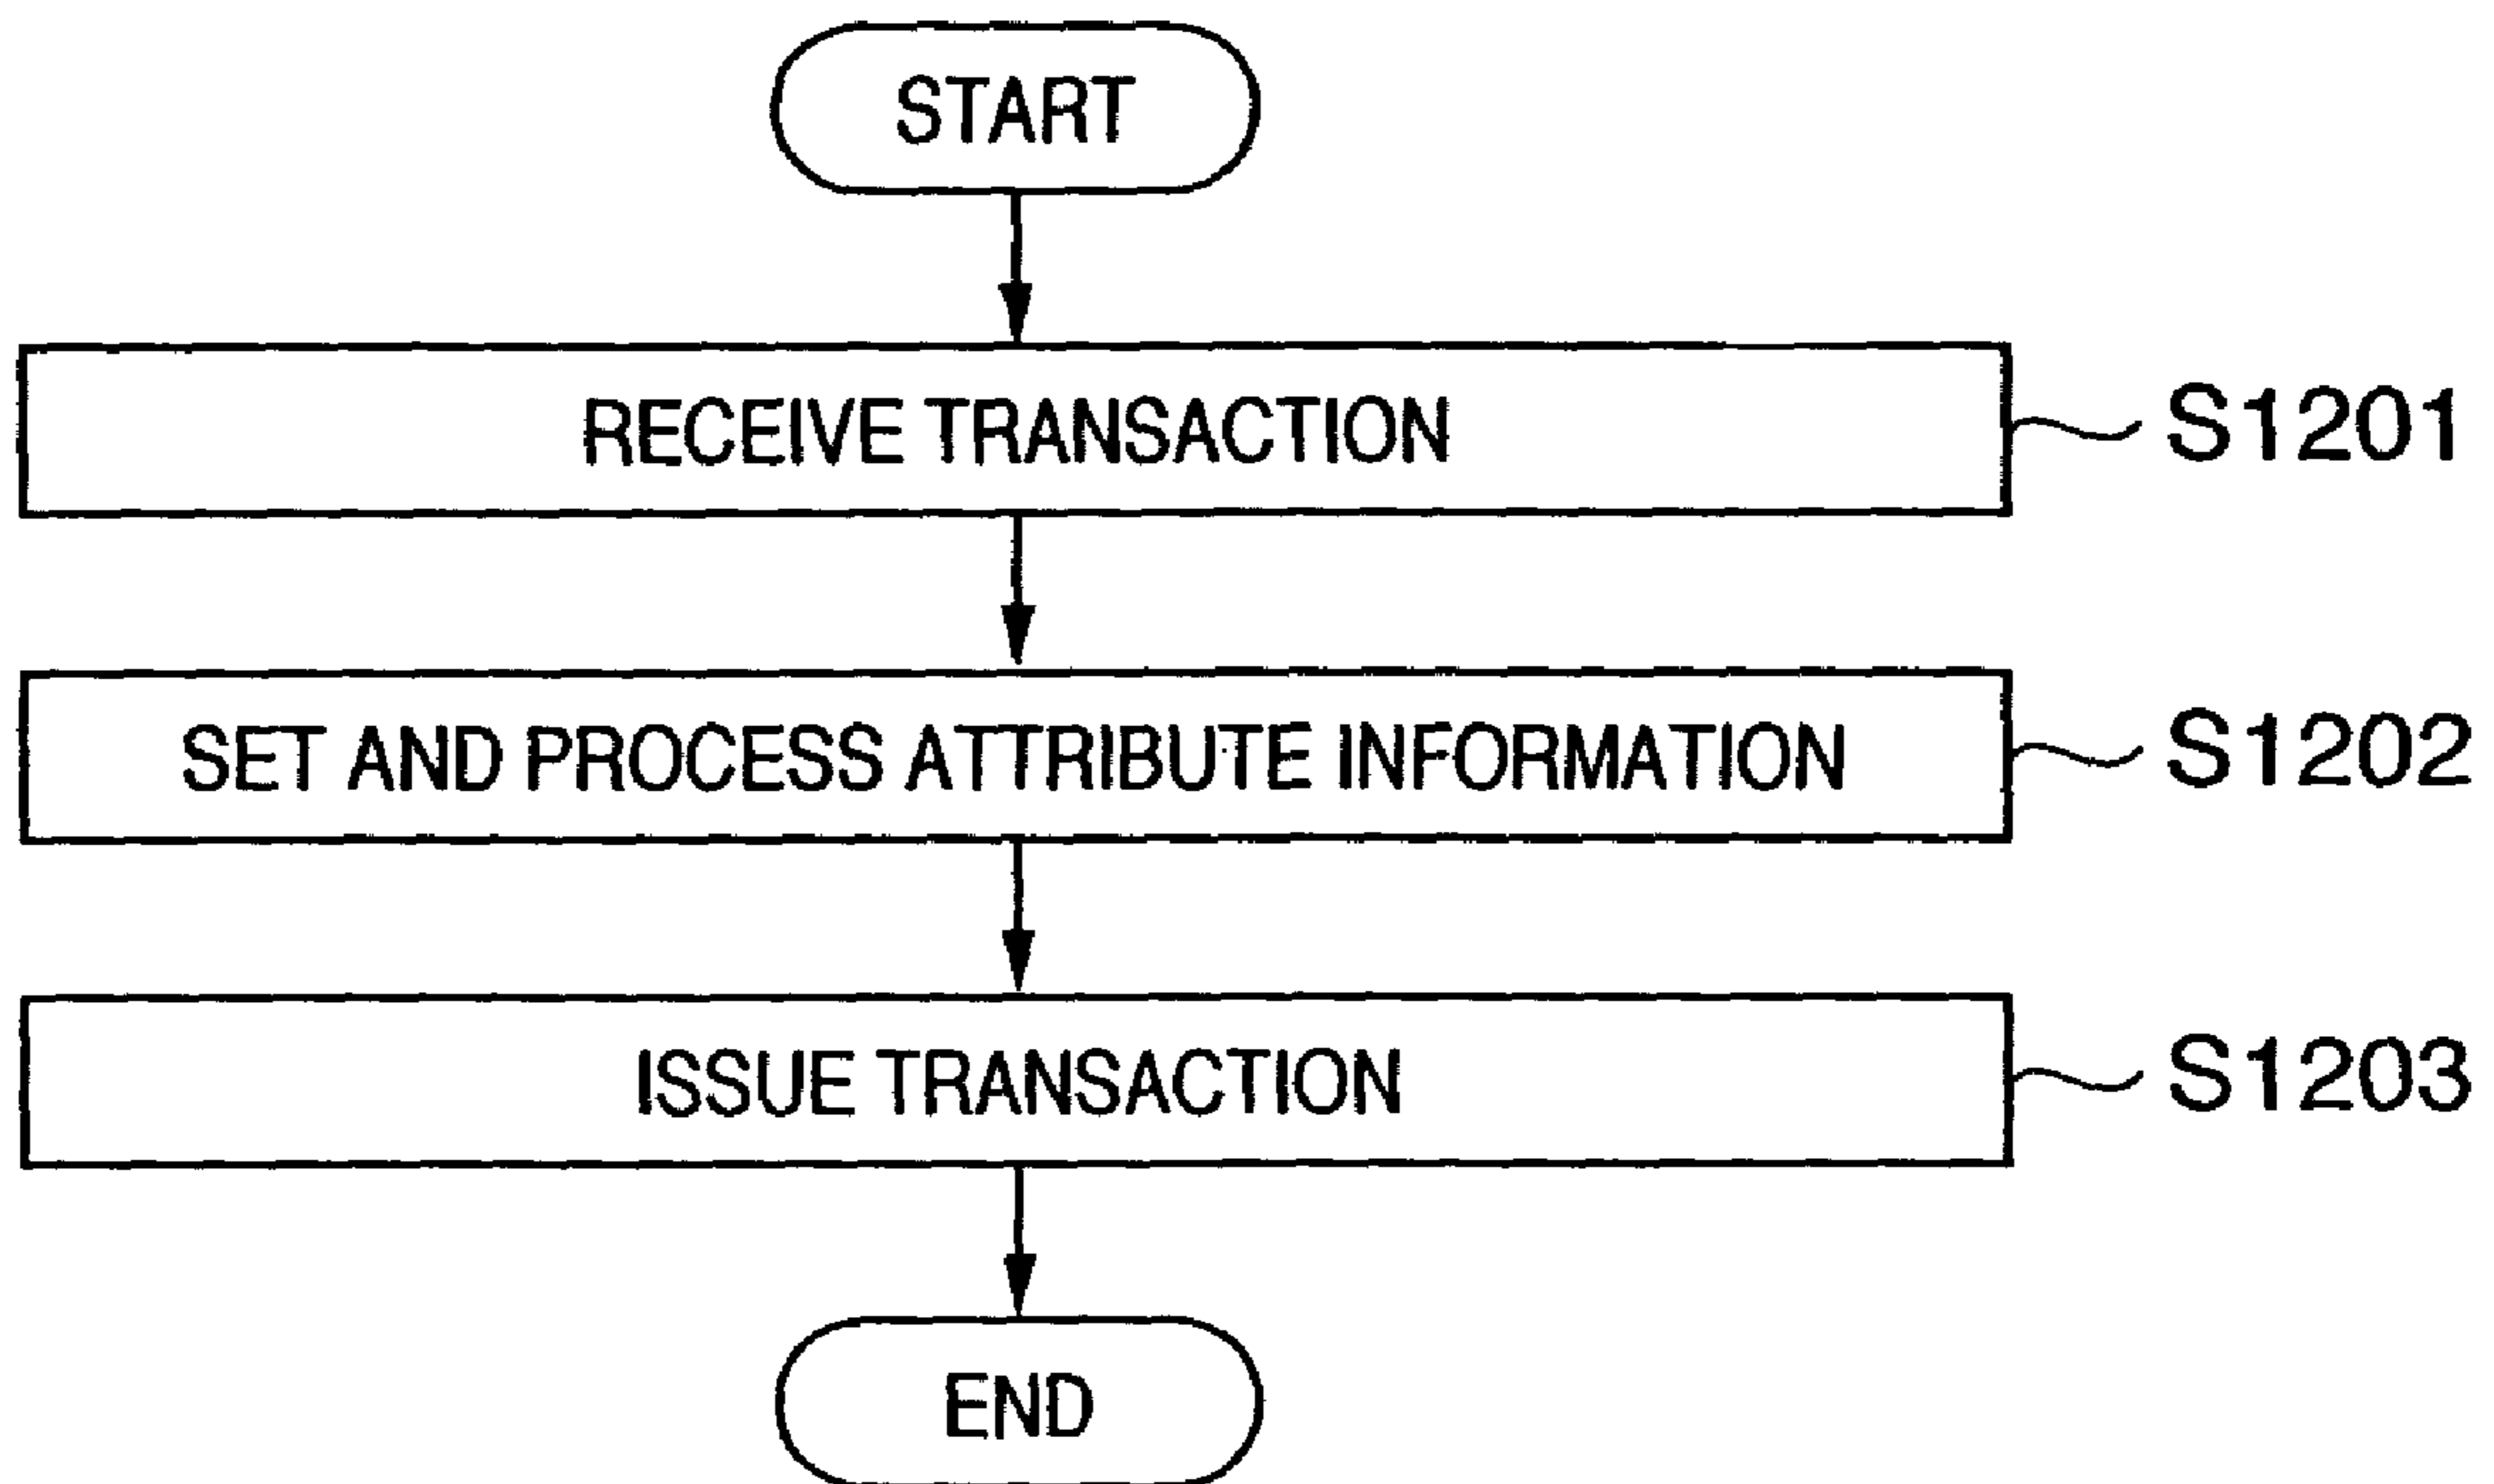 START
RECEIVE TRANSACTION S1201
SET AND PROCESS ATTRIBUTE INFORMATION S1202
ISSUE TRANSACTION S1203
END